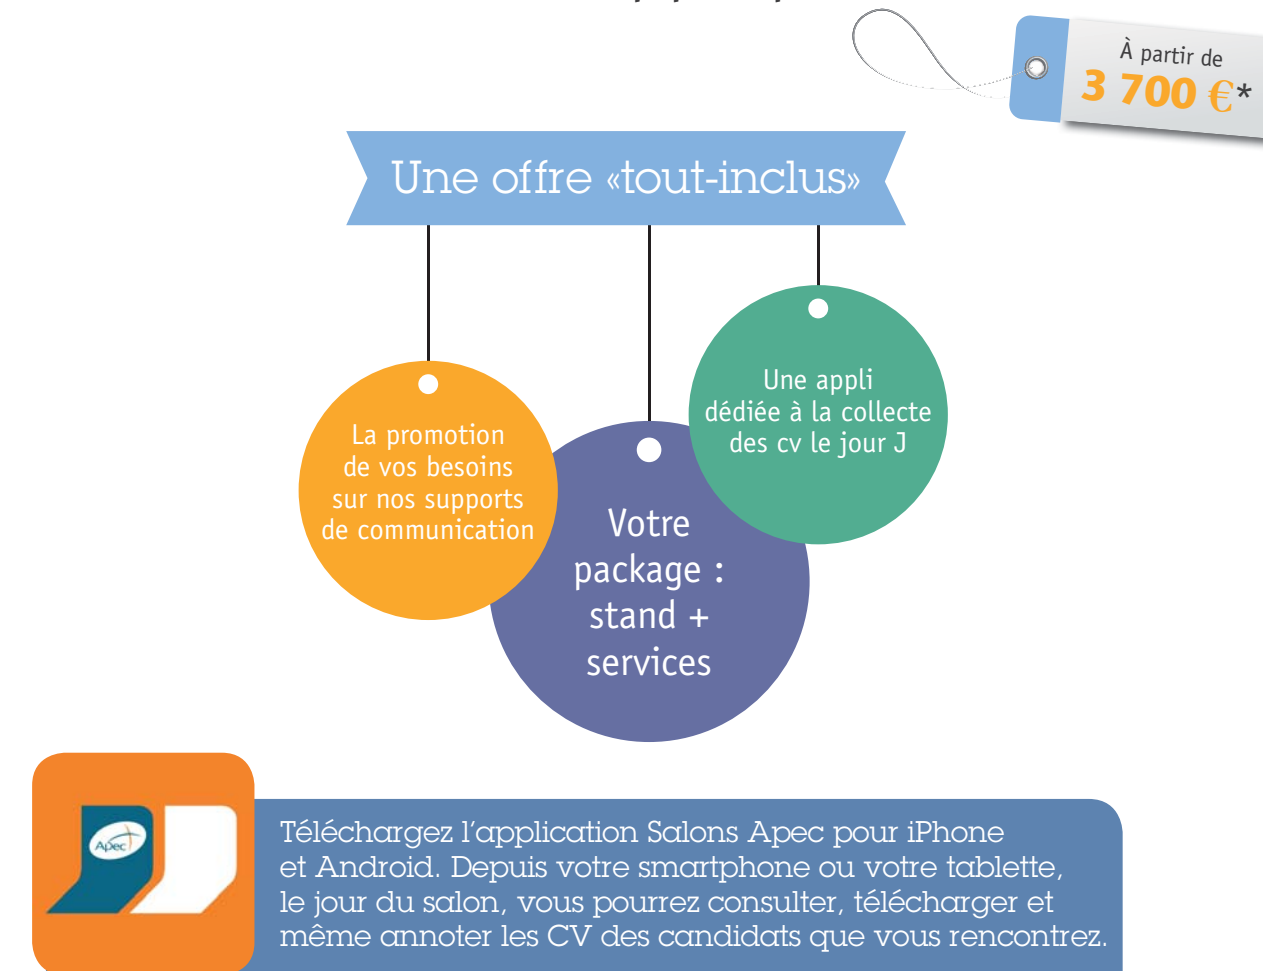 À partir de
3 700 €*
Une offre «tout-inclus»
La promotion
de vos besoins
sur nos supports
de communication
Votre
package :
stand +
services
Une appli
dédiée à la collecte
des cv le jour J
Apec
Téléchargez l’application Salons Apec pour iPhone
et Android. Depuis votre smartphone ou votre tablette,
le jour du salon, vous pourrez consulter, télécharger et
même annoter les CV des candidats que vous rencontrez.